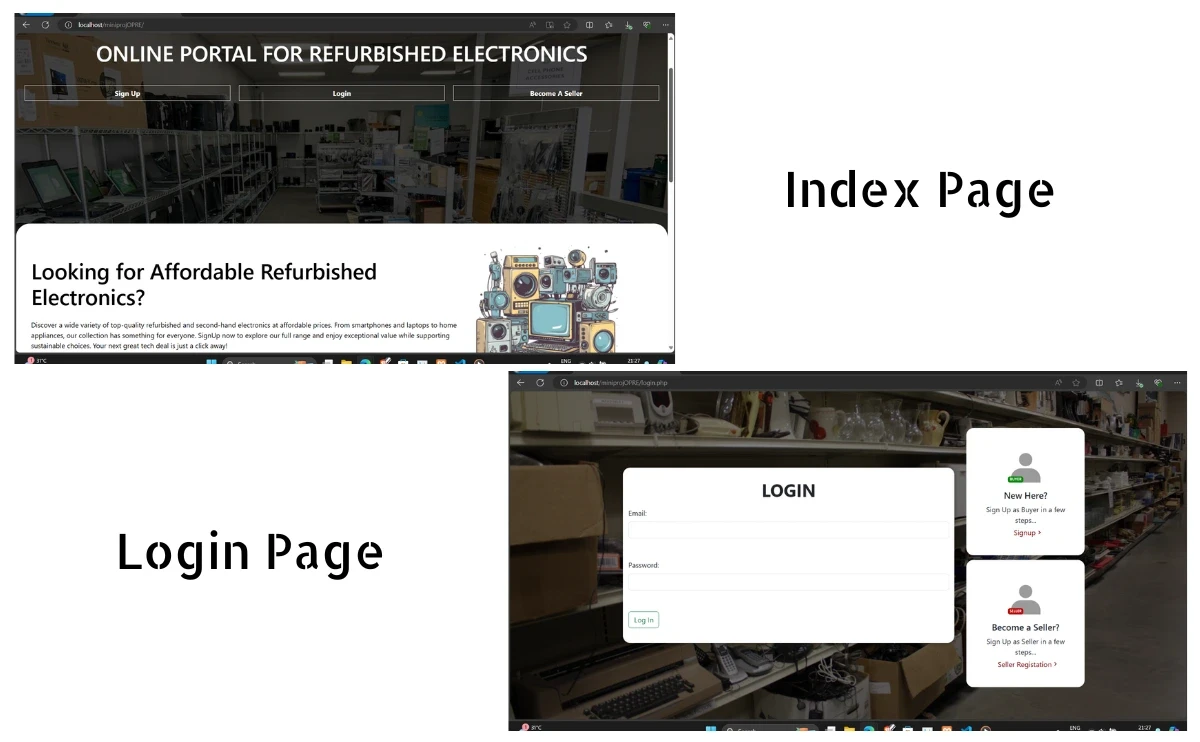 localhost/miniprojOPRE/
ONLINE PORTAL FOR REFURBISHED ELECTRONICS
Sign Up
Login
Become A Seller
Looking for Affordable Refurbished
Electronics?
Discover a wide variety of top-quality refurbished and second-hand electronics at affordable prices. From smartphones and laptops to home
appliances, our collection has something for everyone. SignUp now to explore our full range and enjoy exceptional value while supporting
sustainable choices. Your next great tech deal is just a click away!
31°C
ENG
21:27
Index Page
Login Page
localhost/miniprojOPRE/login.php
LOGIN
Email:
Password:
Log In
BUYER
New Here?
Sign Up as Buyer in a few
steps...
Signup >
SELLER
Become a Seller?
Sign Up as Seller in a few
steps...
Seller Registation >
31°C
ENG
21:27